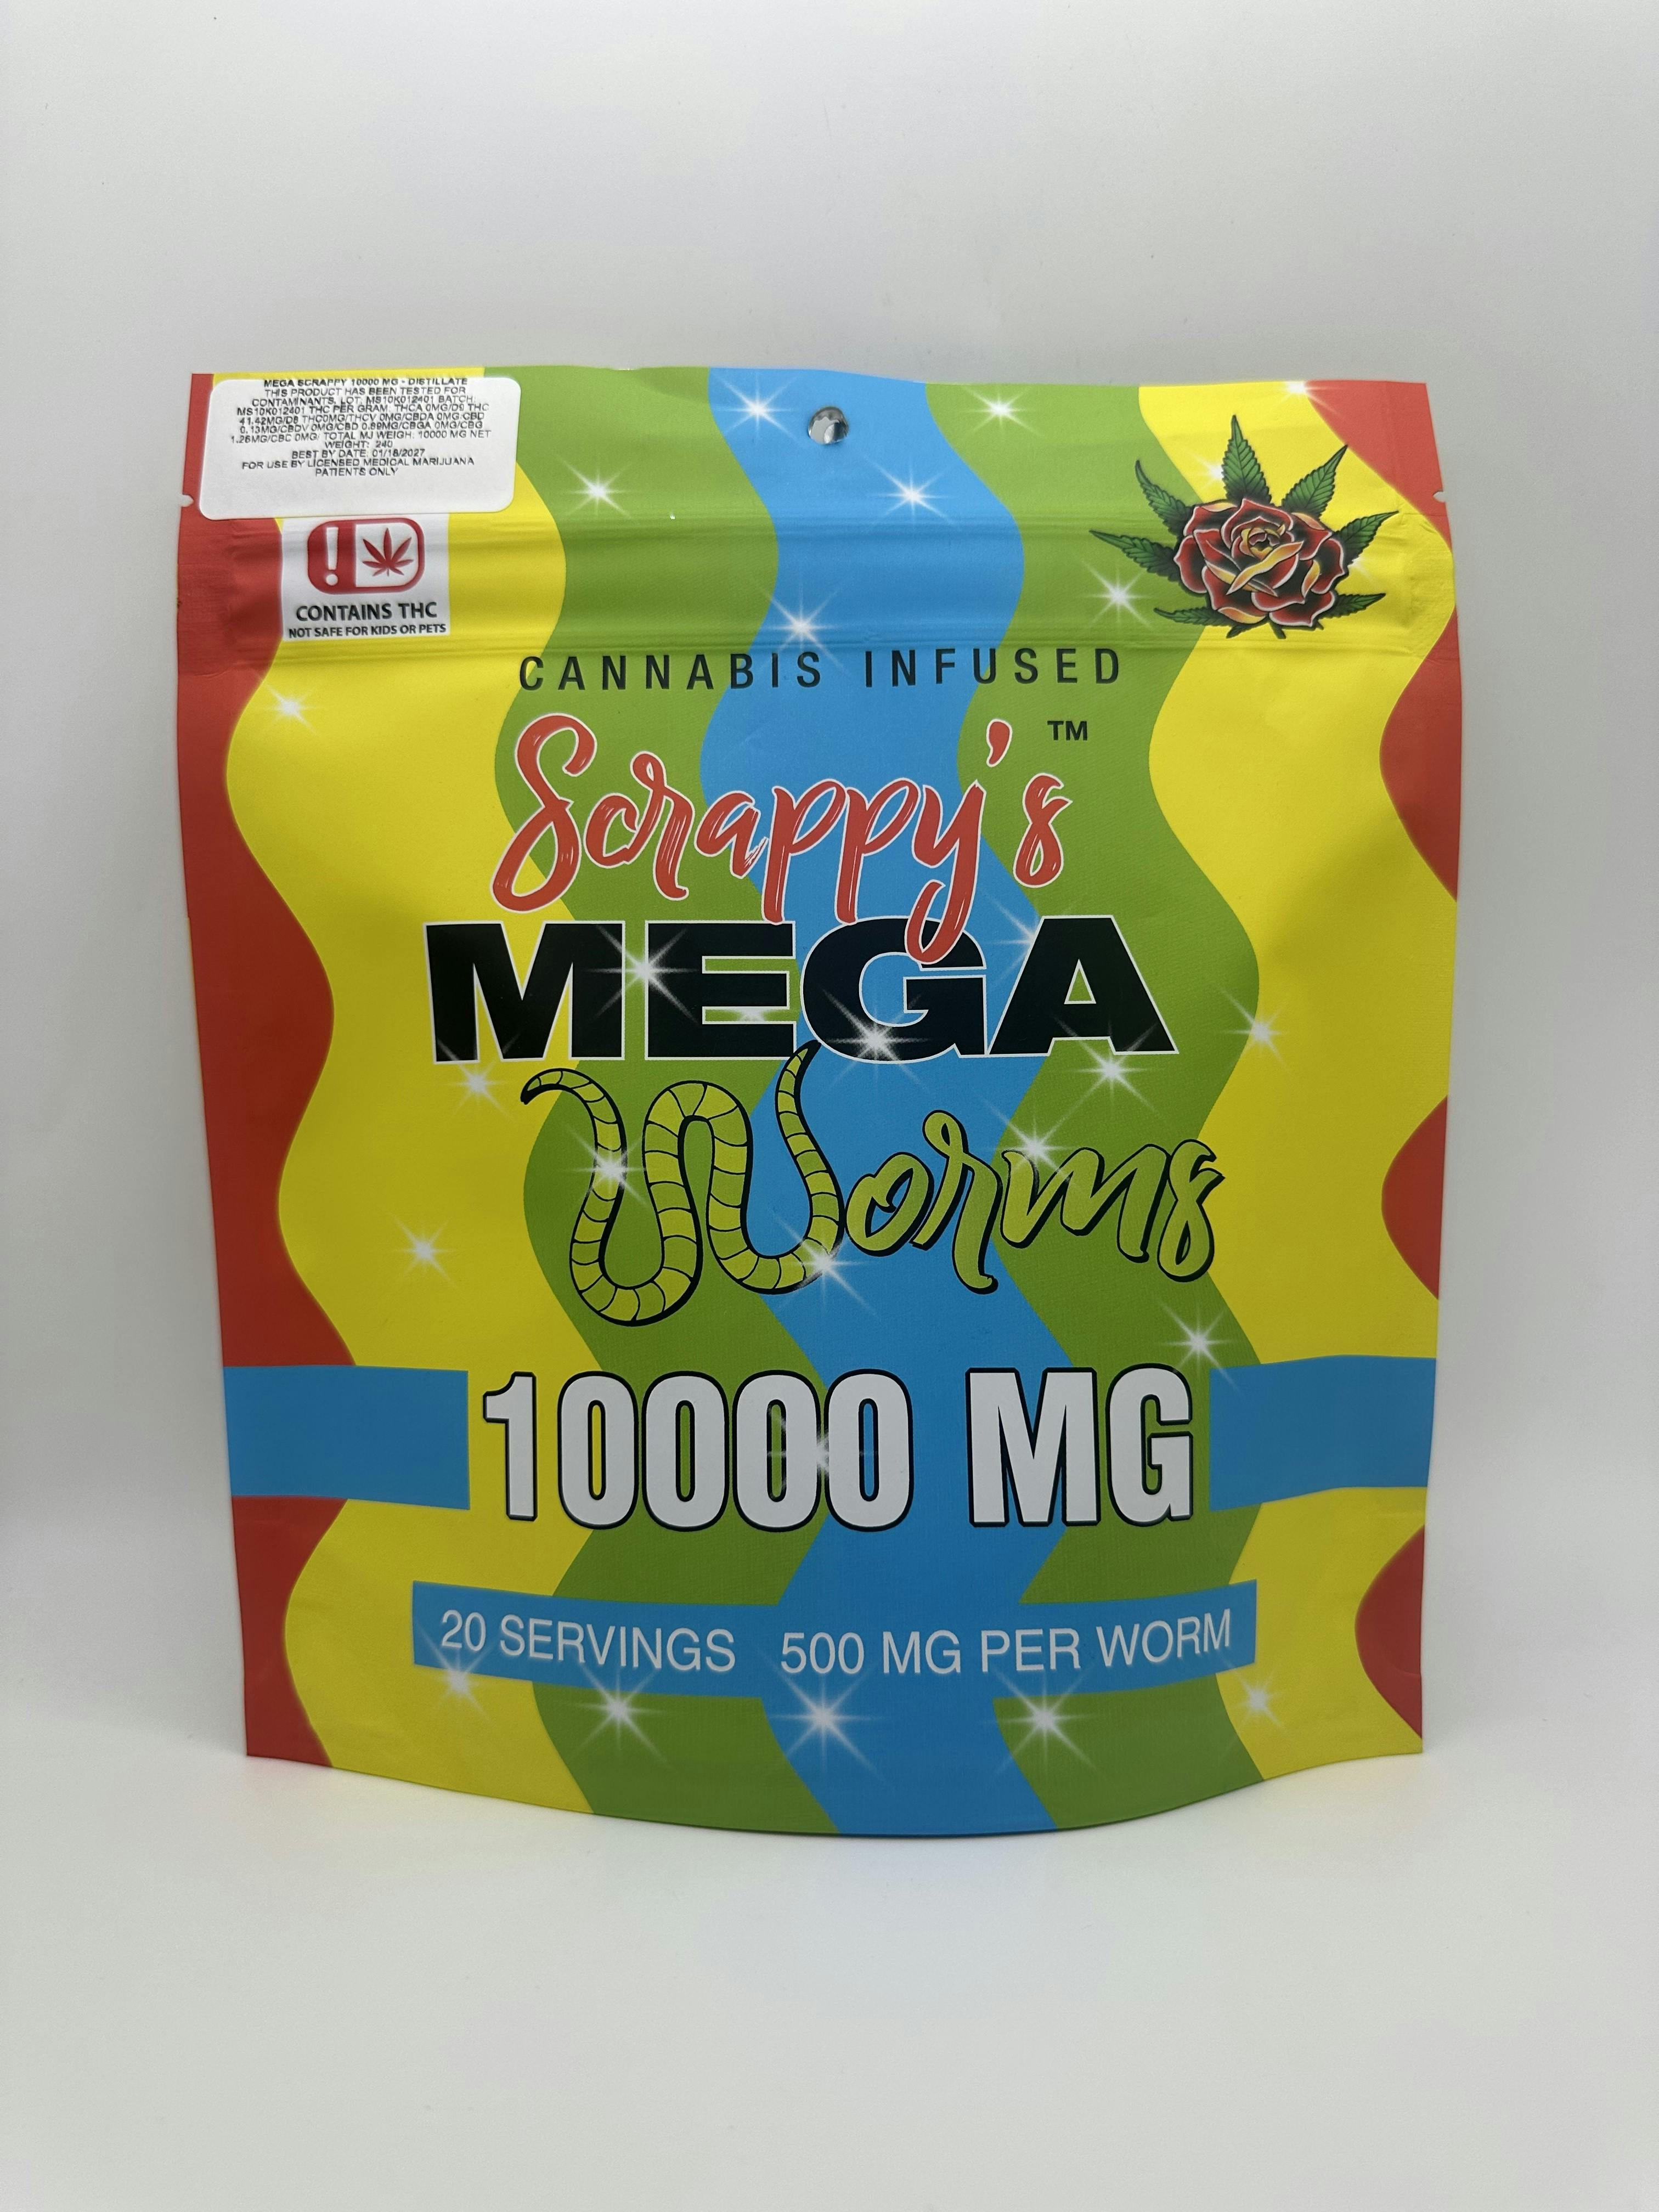 MEGA SCRAPPY 10000 MG - DISTILLATE
THIS PRODUCT HAS BEEN TESTED FOR
CONTAMINANTS. LOT: MS10K012401 BATCH:
MS10K012401 THC PER GRAM: THCA 0MG/D9 THC
41.42MG/D8 THC0MG/THCV 0MG/CBDA 0MG CBD
0.13MG/CBDV 0MG/CBD 0.89MG/CBGA 0MG/CBG
1.26MG/CBC 0MG/ TOTAL MJ WEIGH: 10000 MG NET
WEIGHT: 240
BEST BY DATE: 01/18/2027
FOR USE BY LICENSED MEDICAL MARIJUANA
PATIENTS ONLY
!
CONTAINS THC
NOT SAFE FOR KIDS OR PETS
CANNABIS INFUSED
Scrappy's ™
MEGA
Worms
10000 MG
20 SERVINGS 500 MG PER WORM